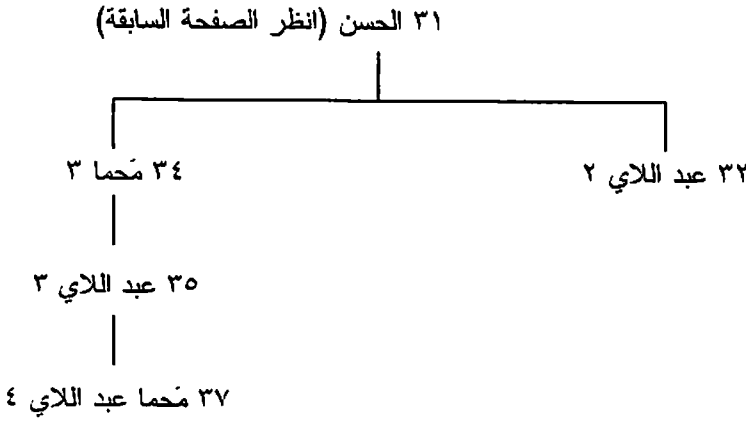 ٣١ الحسن (انظر الصفحة السابقة)
٣٢ عبد اللاي ٢
٣٤ مَحما ٣
٣٥ عبد اللاي ٣
٣٧ مَحما عبد اللاي ٤